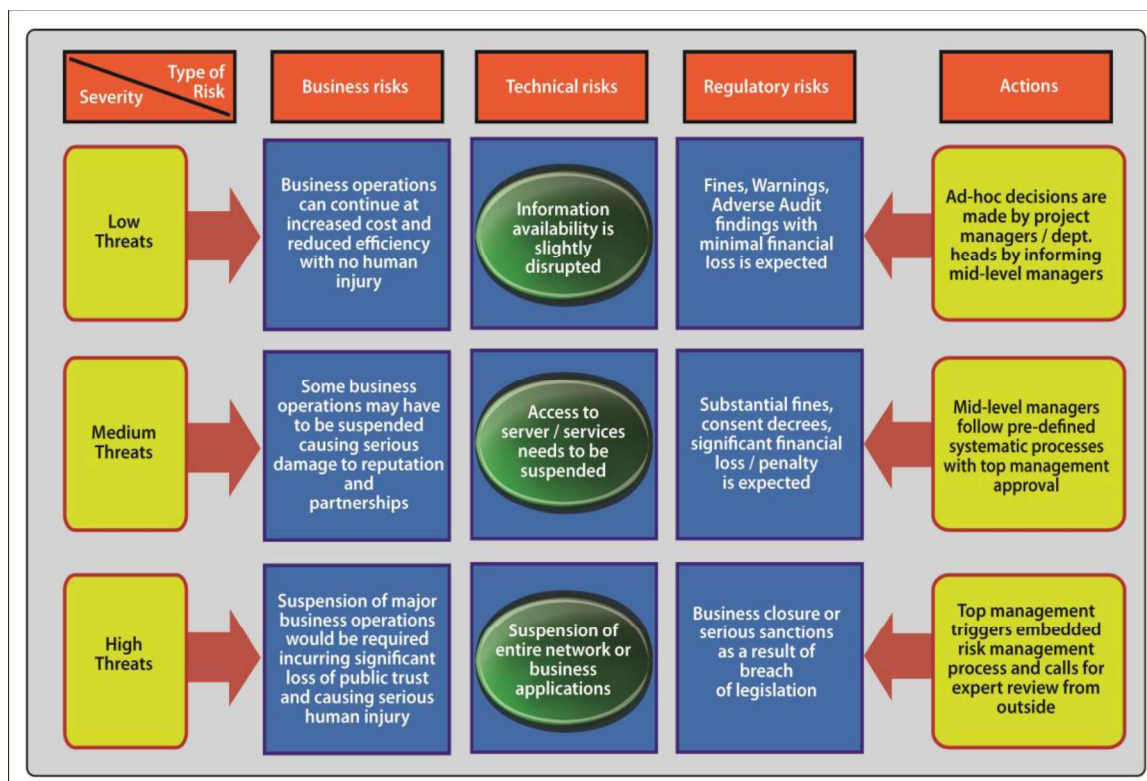 Type of
Risk
Severity
Business risks
Technical risks
Regulatory risks
Actions
Low
Threats
Business operations
can continue at
increased cost and
reduced efficiency
with no human
injury
Information
availability is
slightly
disrupted
Fines, Warnings,
Adverse Audit
findings with
minimal financial
loss is expected
Ad-hoc decisions are
made by project
managers / dept.
heads by informing
mid-level managers
Medium
Threats
Some business
operations may have
to be suspended
causing serious
damage to reputation
and
partnerships
Access to
server / services
needs to be
suspended
Substantial fines,
consent decrees,
significant financial
loss / penalty
is expected
Mid-level managers
follow pre-defined
systematic processes
with top management
approval
High
Threats
Suspension of major
business operations
would be required
incurring significant
loss of public trust
and causing serious
human injury
Suspension of
entire network or
business
applications
Business closure or
serious sanctions
as a result of
breach
of legislation
Top management
triggers embedded
risk management
process and calls for
expert review from
outside